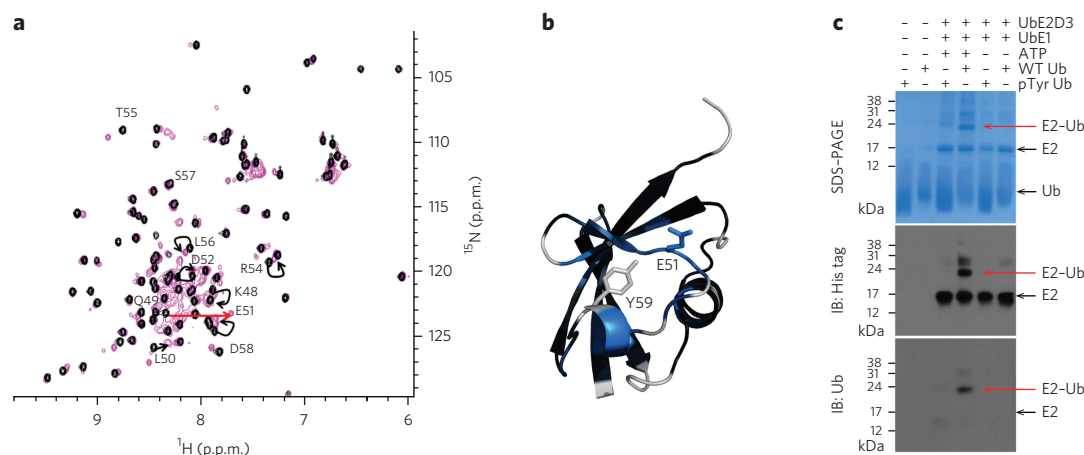 a
T55
S57
L56
D52
R54
Q49
K48
E51
L50
D58
105
110
115
120
125
¹⁵N (p.p.m.)
9 8 7 6
¹H (p.p.m.)
b
E51
Y59
c
– – + + + + UbE2D3
– – + + + + UbE1
– – + + – – ATP
– + – + – + WT Ub
+ – + – + – pTyr Ub
SDS–PAGE
38
31
24
17
12
kDa
E2–Ub
E2
Ub
IB: His tag
38
31
24
17
12
kDa
E2–Ub
E2
IB: Ub
38
31
24
17
12
kDa
E2–Ub
E2